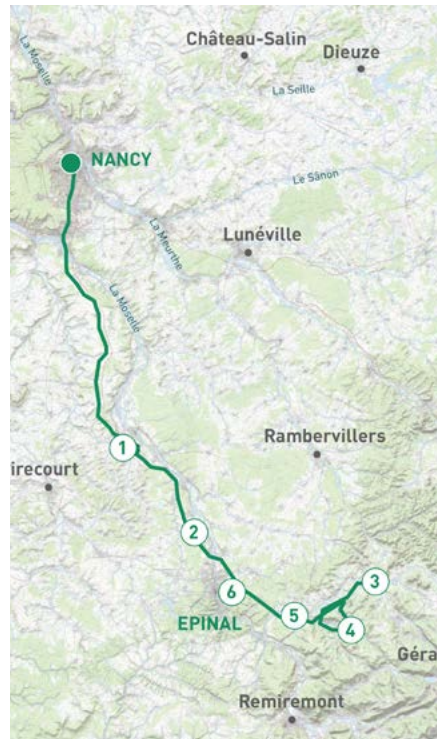 La Moselle
Château-Salin
Dieuze
La Seille
NANCY
Le Sânon
La Meurthe
Lunéville
La Moselle
Rambervillers
1
irecourt
2
3
6
5
4
EPINAL
Géra
Remiremont